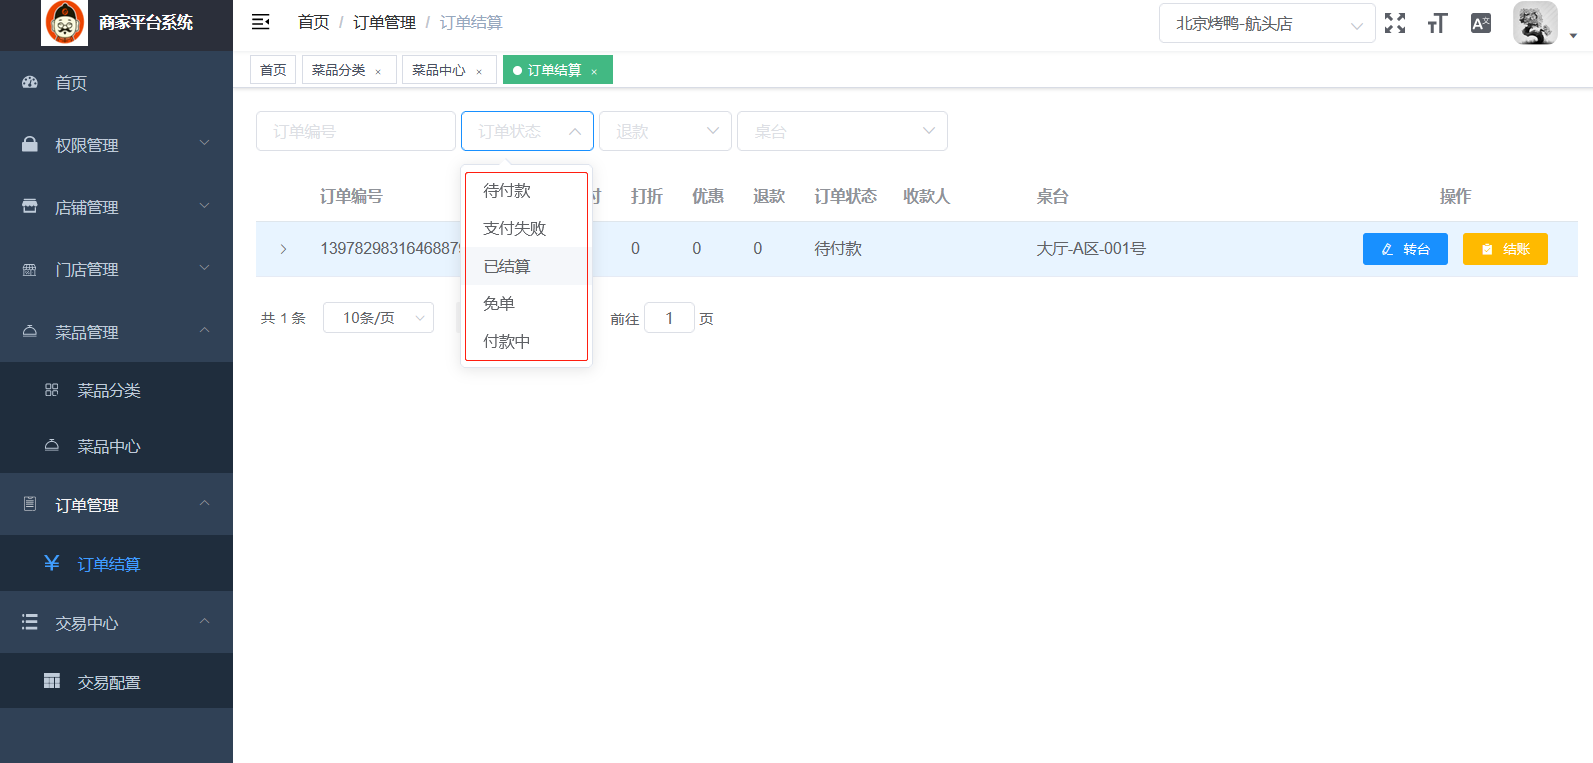 商家平台系统
首页 / 订单管理 / 订单结算
北京烤鸭-航头店
首页
菜品分类 ×
菜品中心 ×
订单结算 ×
首页
权限管理
店铺管理
门店管理
菜品管理
菜品分类
菜品中心
订单管理
订单结算
交易中心
交易配置
订单编号
订单状态
退款
桌台
待付款
支付失败
已结算
免单
付款中
订单编号 付 打折 优惠 退款 订单状态 收款人 桌台 操作
1397829831646887 0 0 0 待付款 大厅-A区-001号 转台 结账
共 1 条 10条/页 前往 1 页